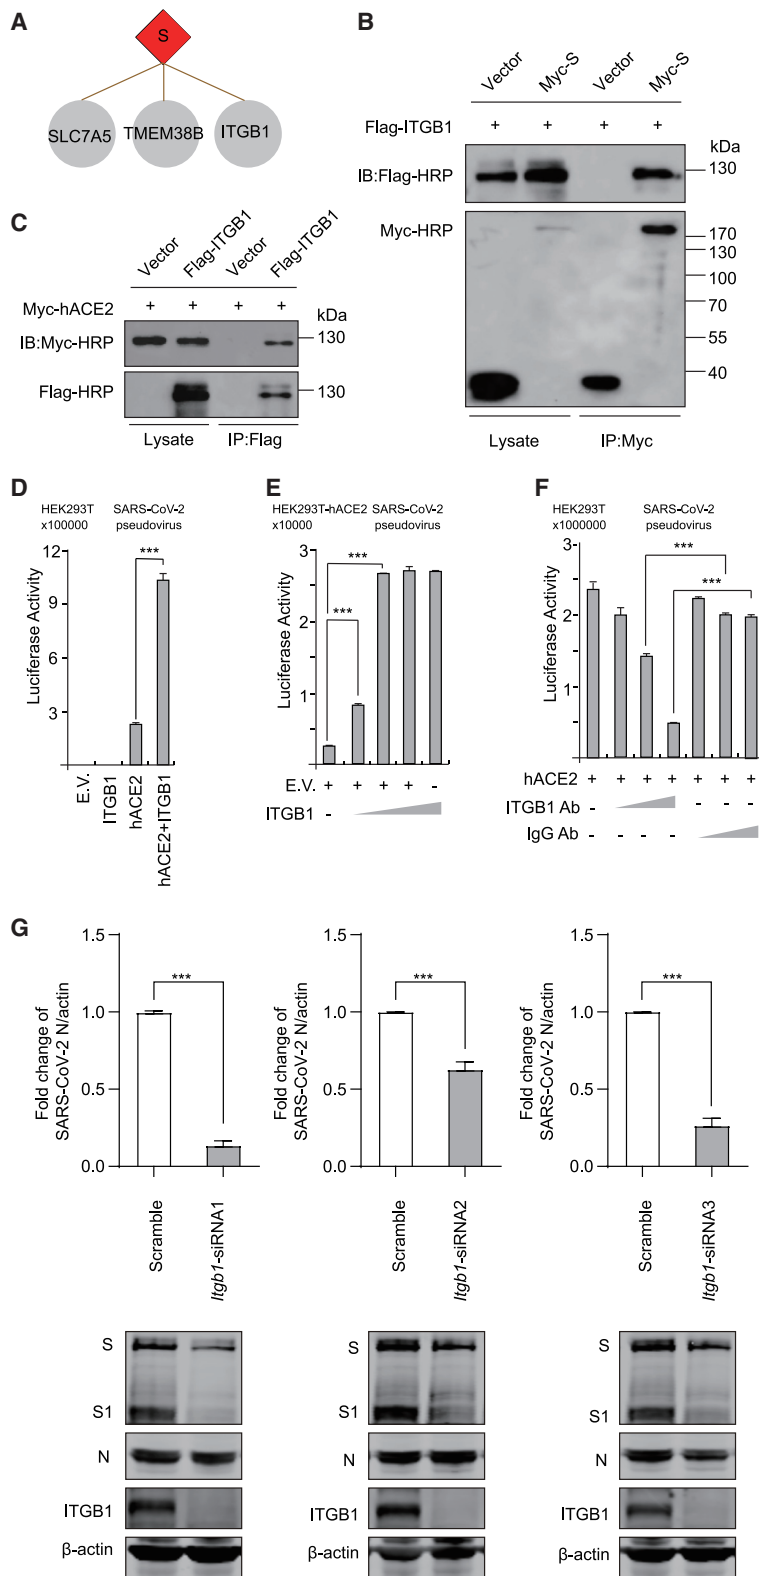 A
S
SLC7A5 TMEM38B ITGB1
B
Vector Myc-S Vector Myc-S
Flag-ITGB1 + + + +
kDa
IB:Flag-HRP 130
Myc-HRP 170
130
100
70
55
40
Lysate IP:Myc
C
Vector Flag-ITGB1 Vector Flag-ITGB1
Myc-hACE2 + + + +
kDa
IB:Myc-HRP 130
Flag-HRP 130
Lysate IP:Flag
D
HEK293T SARS-CoV-2
x100000 pseudovirus
Luciferase Activity
12
9
6
3
***
E.V. ITGB1 hACE2 hACE2+ITGB1
E
HEK293T-hACE2 SARS-CoV-2
x10000 pseudovirus
Luciferase Activity
3
2
1
***
***
E.V. + + + + -
ITGB1 -
F
HEK293T SARS-CoV-2
x1000000 pseudovirus
Luciferase Activity
3
2
1
***
***
hACE2 + + + + + + +
ITGB1 Ab - - - -
IgG Ab - - - -
G
Fold change of
SARS-CoV-2 N/actin
1.5
1.0
0.5
0.0
***
Scramble Itgb1-siRNA1
Fold change of
SARS-CoV-2 N/actin
1.5
1.0
0.5
0.0
***
Scramble Itgb1-siRNA2
Fold change of
SARS-CoV-2 N/actin
1.5
1.0
0.5
0.0
***
Scramble Itgb1-siRNA3
S
S1
N
ITGB1
β-actin
S
S1
N
ITGB1
β-actin
S
S1
N
ITGB1
β-actin